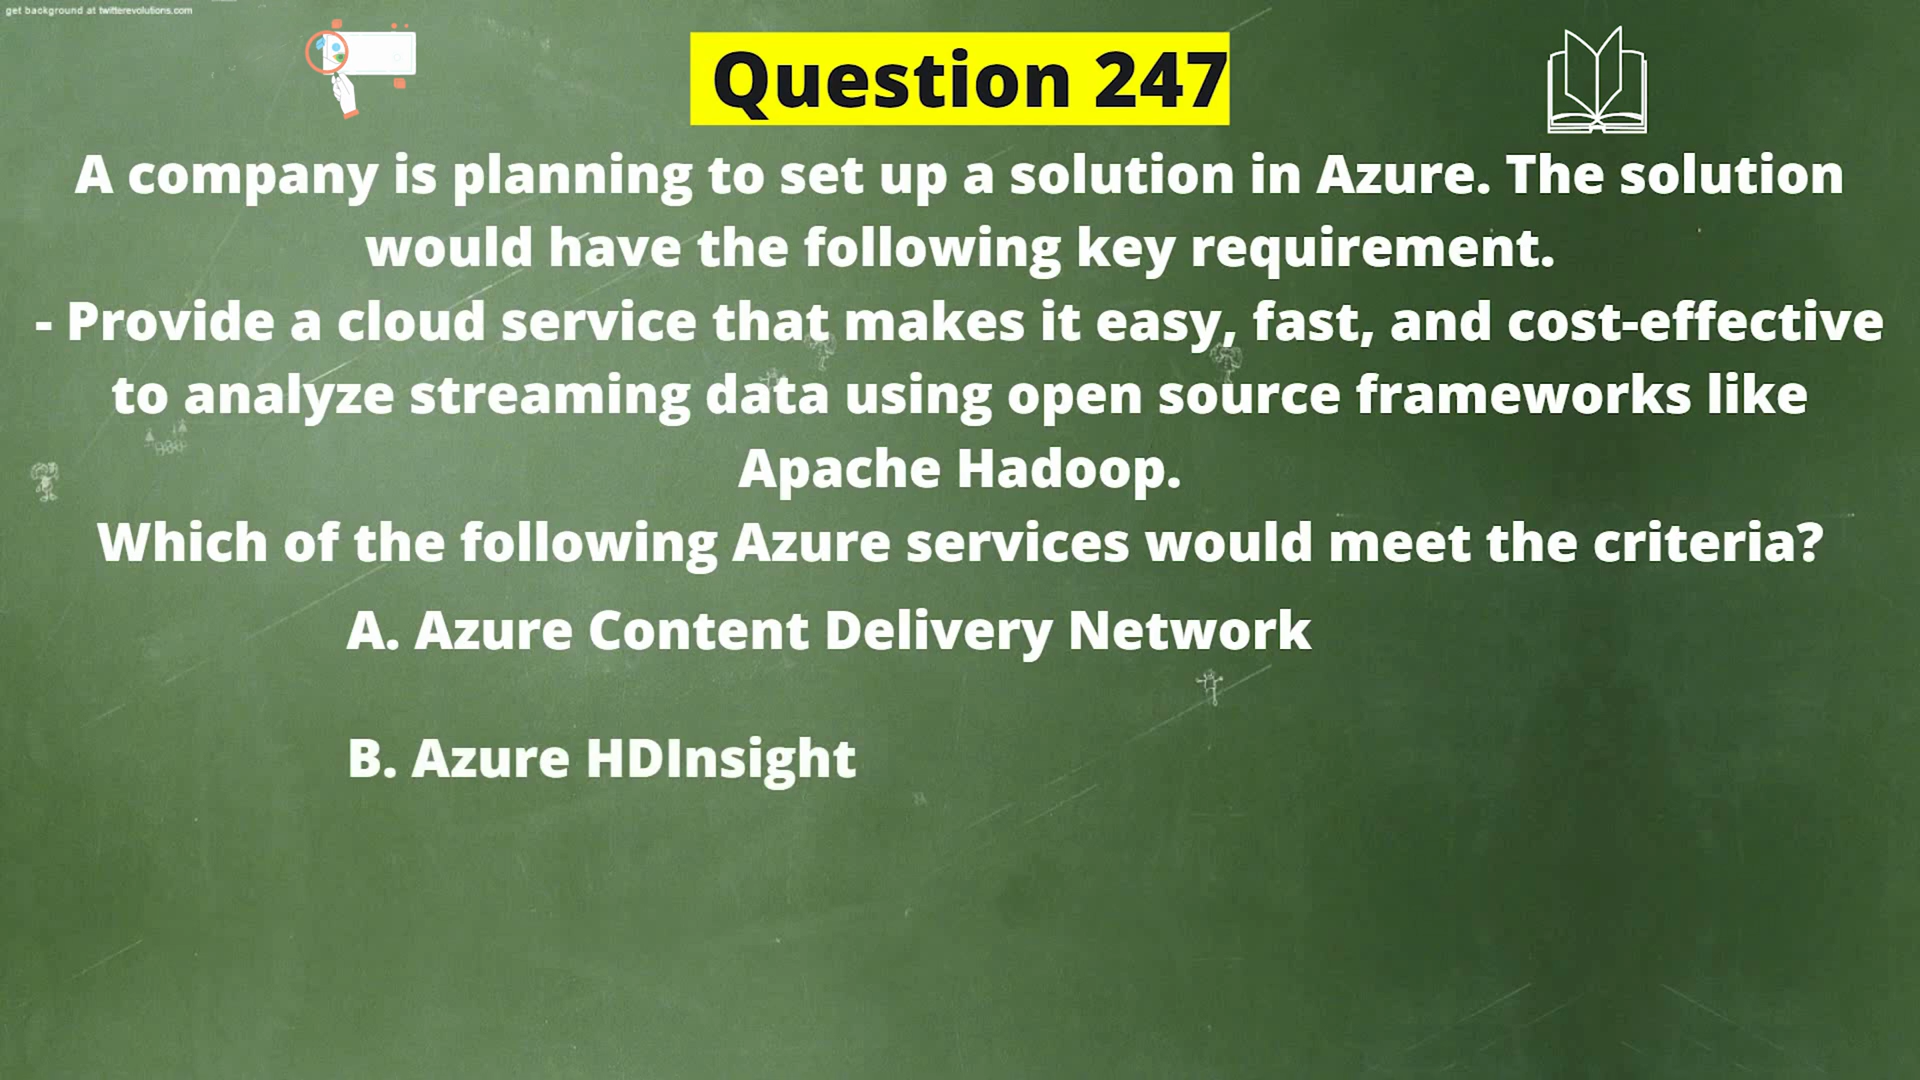 get background at twitterevolutions.com
Question 247
A company is planning to set up a solution in Azure. The solution
would have the following key requirement.
- Provide a cloud service that makes it easy, fast, and cost-effective
to analyze streaming data using open source frameworks like
Apache Hadoop.
Which of the following Azure services would meet the criteria?
A. Azure Content Delivery Network
B. Azure HDInsight